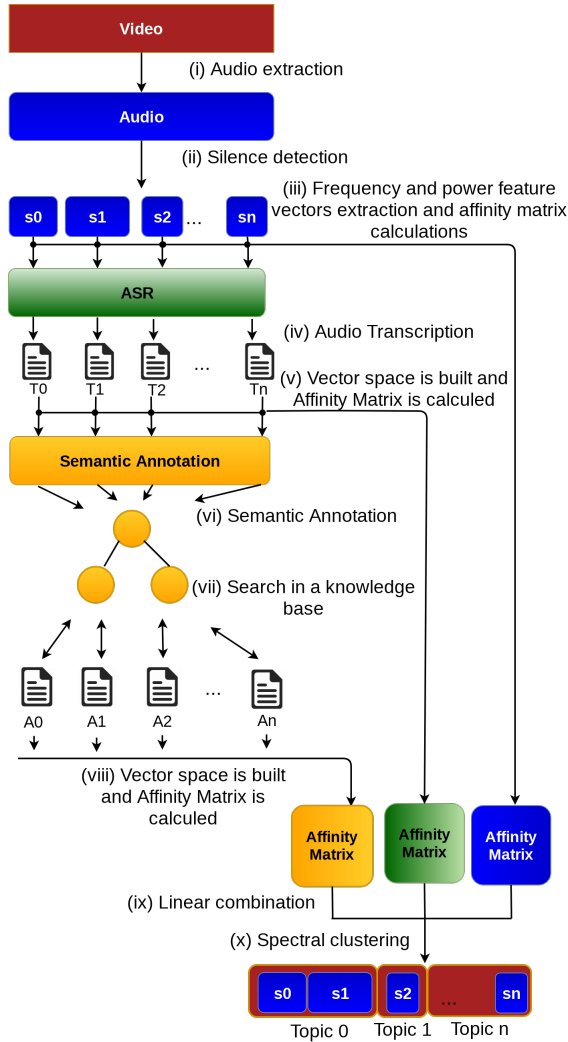 Video
(i) Audio extraction
Audio
(ii) Silence detection
(iii) Frequency and power feature
vectors extraction and affinity matrix
calculations
s0 s1 s2 ... sn
ASR
(iv) Audio Transcription
...
T0 T1 T2 Tn
(v) Vector space is built and
Affinity Matrix is calculed
Semantic Annotation
(vi) Semantic Annotation
(vii) Search in a knowledge
base
...
A0 A1 A2 An
(viii) Vector space is built
and Affinity Matrix is
calculed
Affinity
Matrix
Affinity
Matrix
Affinity
Matrix
(ix) Linear combination
(x) Spectral clustering
s0 s1 s2 ... sn
Topic 0 Topic 1 Topic n